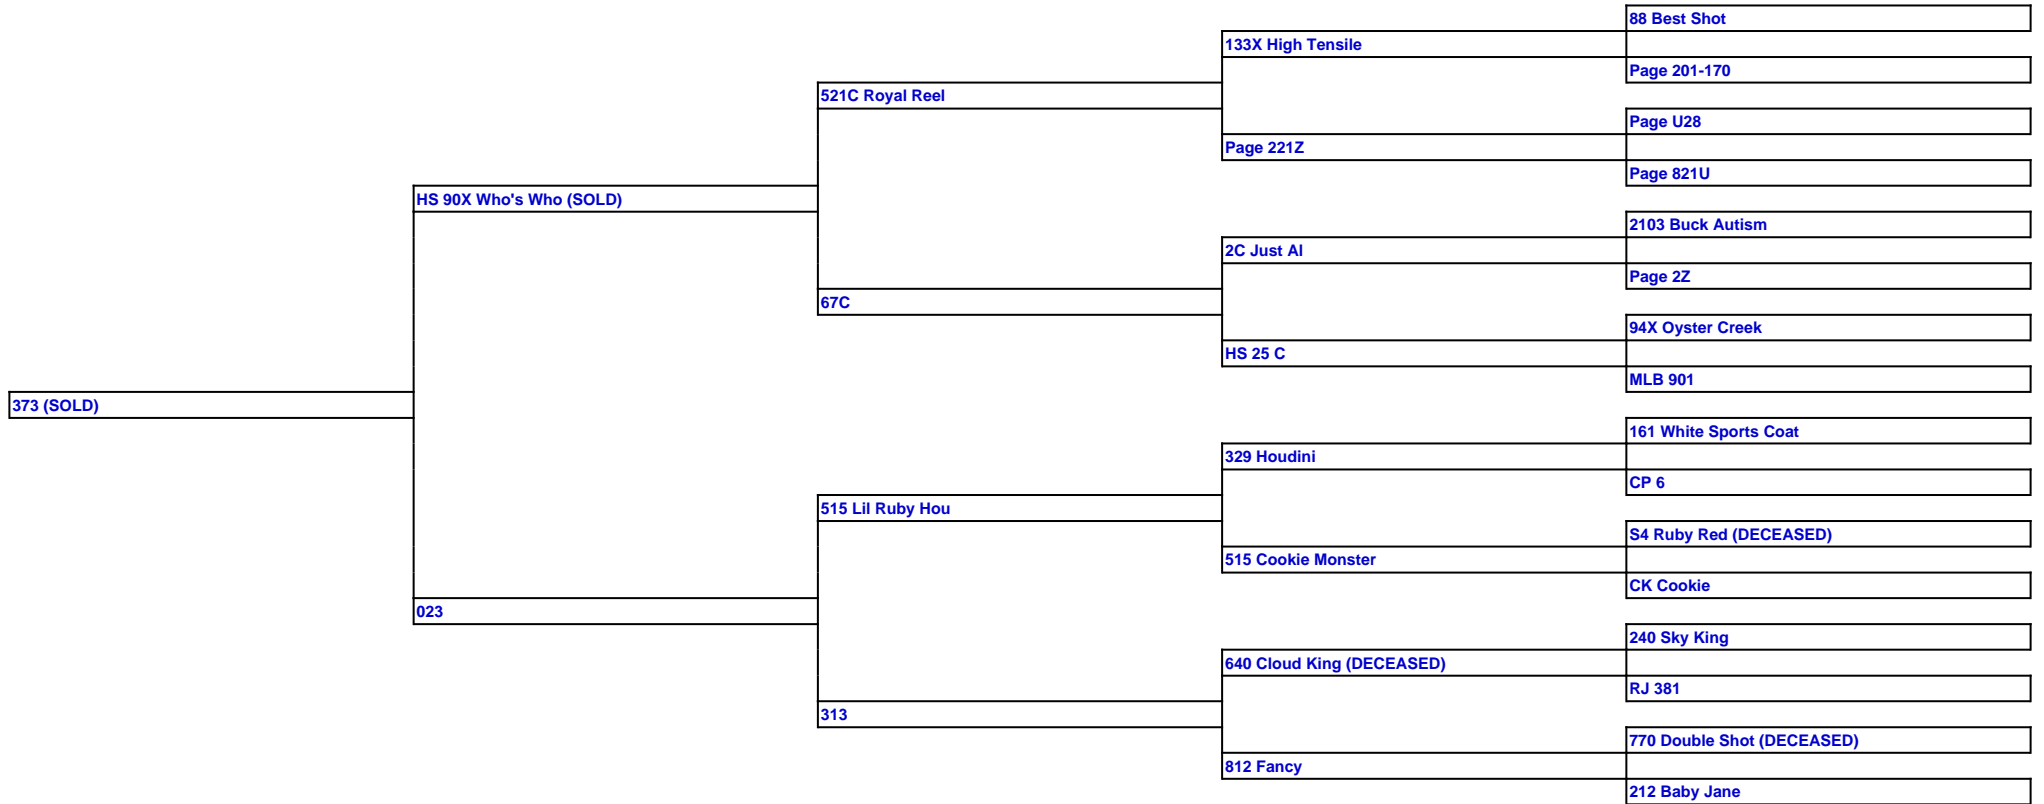 88 Best Shot
133X High Tensile
Page 201-170
521C Royal Reel
Page U28
Page 221Z
Page 821U
HS 90X Who's Who (SOLD)
2103 Buck Autism
2C Just AI
Page 2Z
67C
94X Oyster Creek
HS 25 C
MLB 901
373 (SOLD)
161 White Sports Coat
329 Houdini
CP 6
515 Lil Ruby Hou
S4 Ruby Red (DECEASED)
515 Cookie Monster
CK Cookie
023
240 Sky King
640 Cloud King (DECEASED)
RJ 381
313
770 Double Shot (DECEASED)
812 Fancy
212 Baby Jane